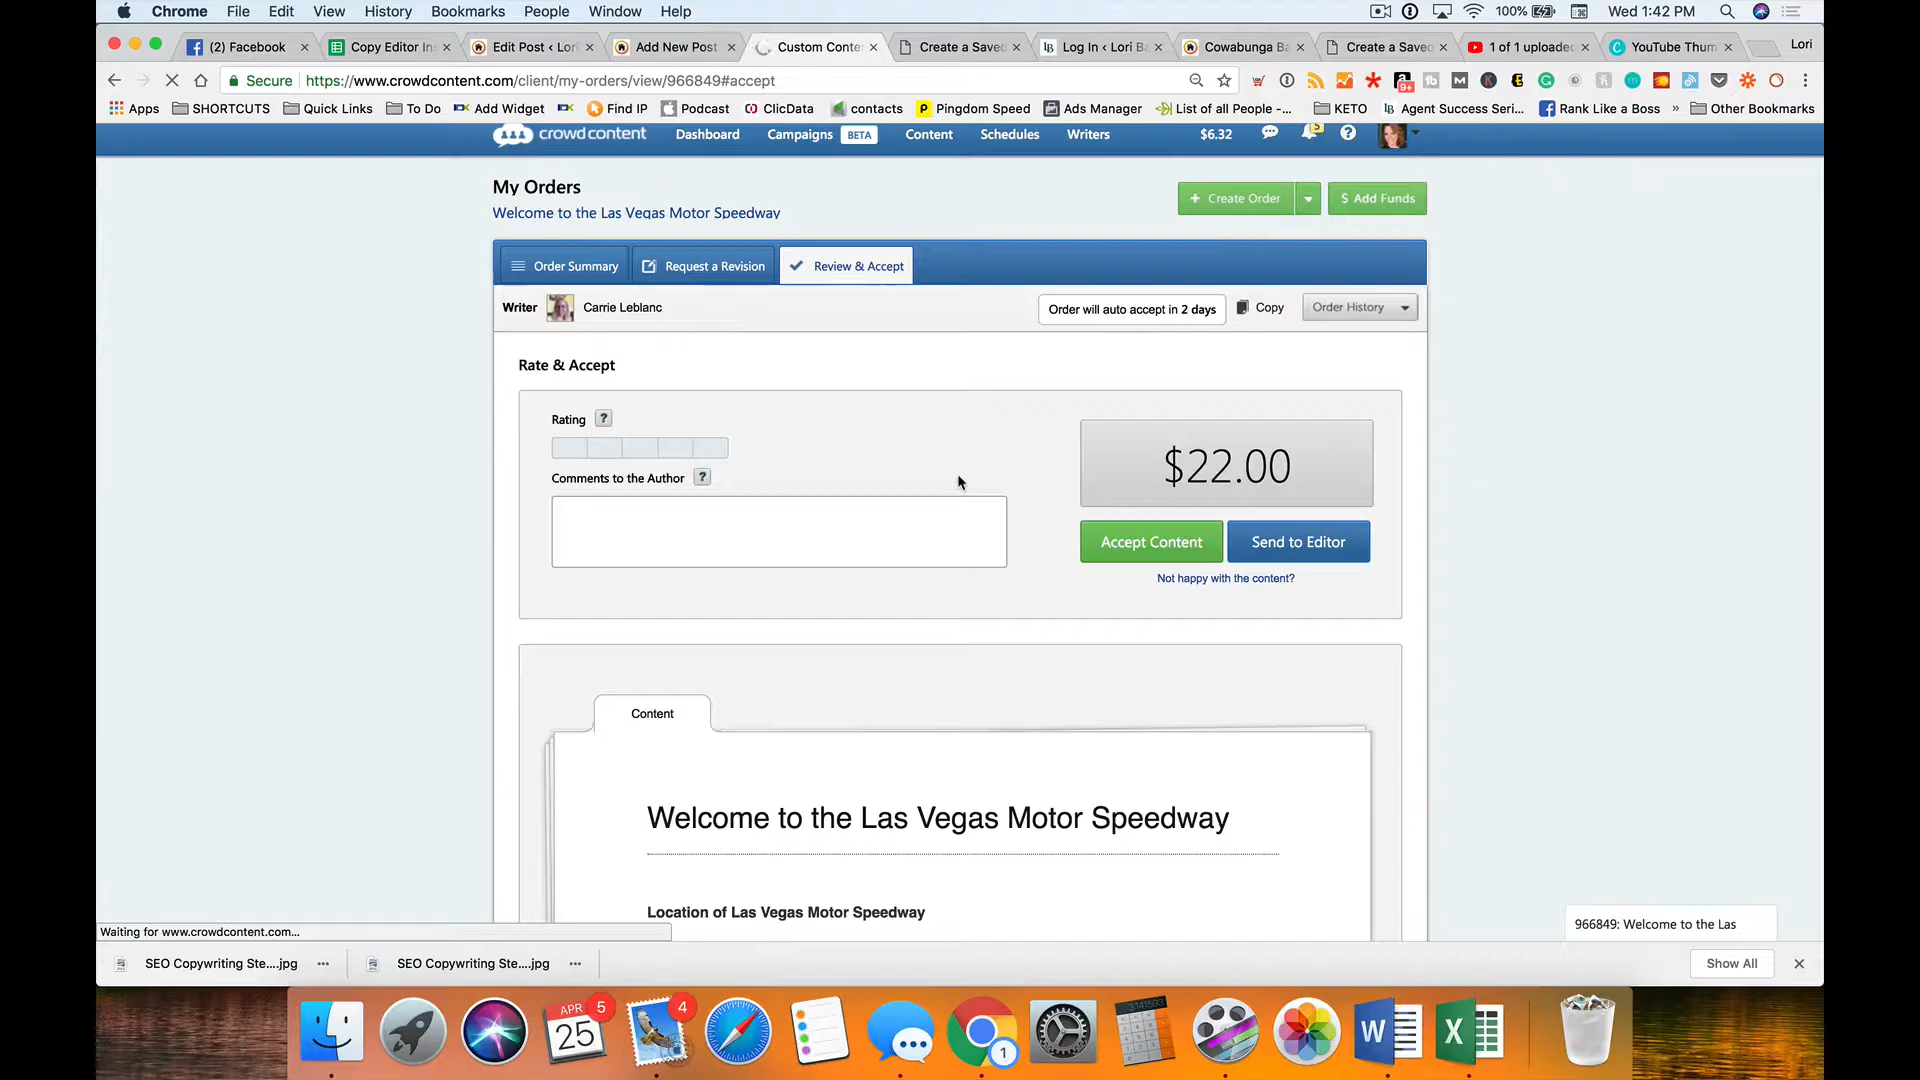 Chrome File Edit View History Bookmarks People Window Help 100% Wed 1:42 PM
(2) Facebook Copy Editor In Edit Post ‹ Lori Add New Post Custom Conte Create a Saved Log In ‹ Lori Ba Cowabunga Ba Create a Saved 1 of 1 uploade YouTube Thum Lori
Secure https://www.crowdcontent.com/client/my-orders/view/966849#accept
Apps SHORTCUTS Quick Links To Do Add Widget Find IP Podcast ClicData contacts Pingdom Speed Ads Manager List of all People -... KETO Agent Success Seri... Rank Like a Boss » Other Bookmarks
crowdcontent Dashboard Campaigns BETA Content Schedules Writers $6.32
My Orders
Welcome to the Las Vegas Motor Speedway
+ Create Order $ Add Funds
Order Summary Request a Revision Review & Accept
Writer Carrie Leblanc Order will auto accept in 2 days Copy Order History
Rate & Accept
Rating ?
Comments to the Author ?
$22.00
Accept Content Send to Editor
Not happy with the content?
Content
Welcome to the Las Vegas Motor Speedway
Location of Las Vegas Motor Speedway
966849: Welcome to the Las
Waiting for www.crowdcontent.com...
SEO Copywriting Ste....jpg SEO Copywriting Ste....jpg Show All
APR 25 5 4 1
W X